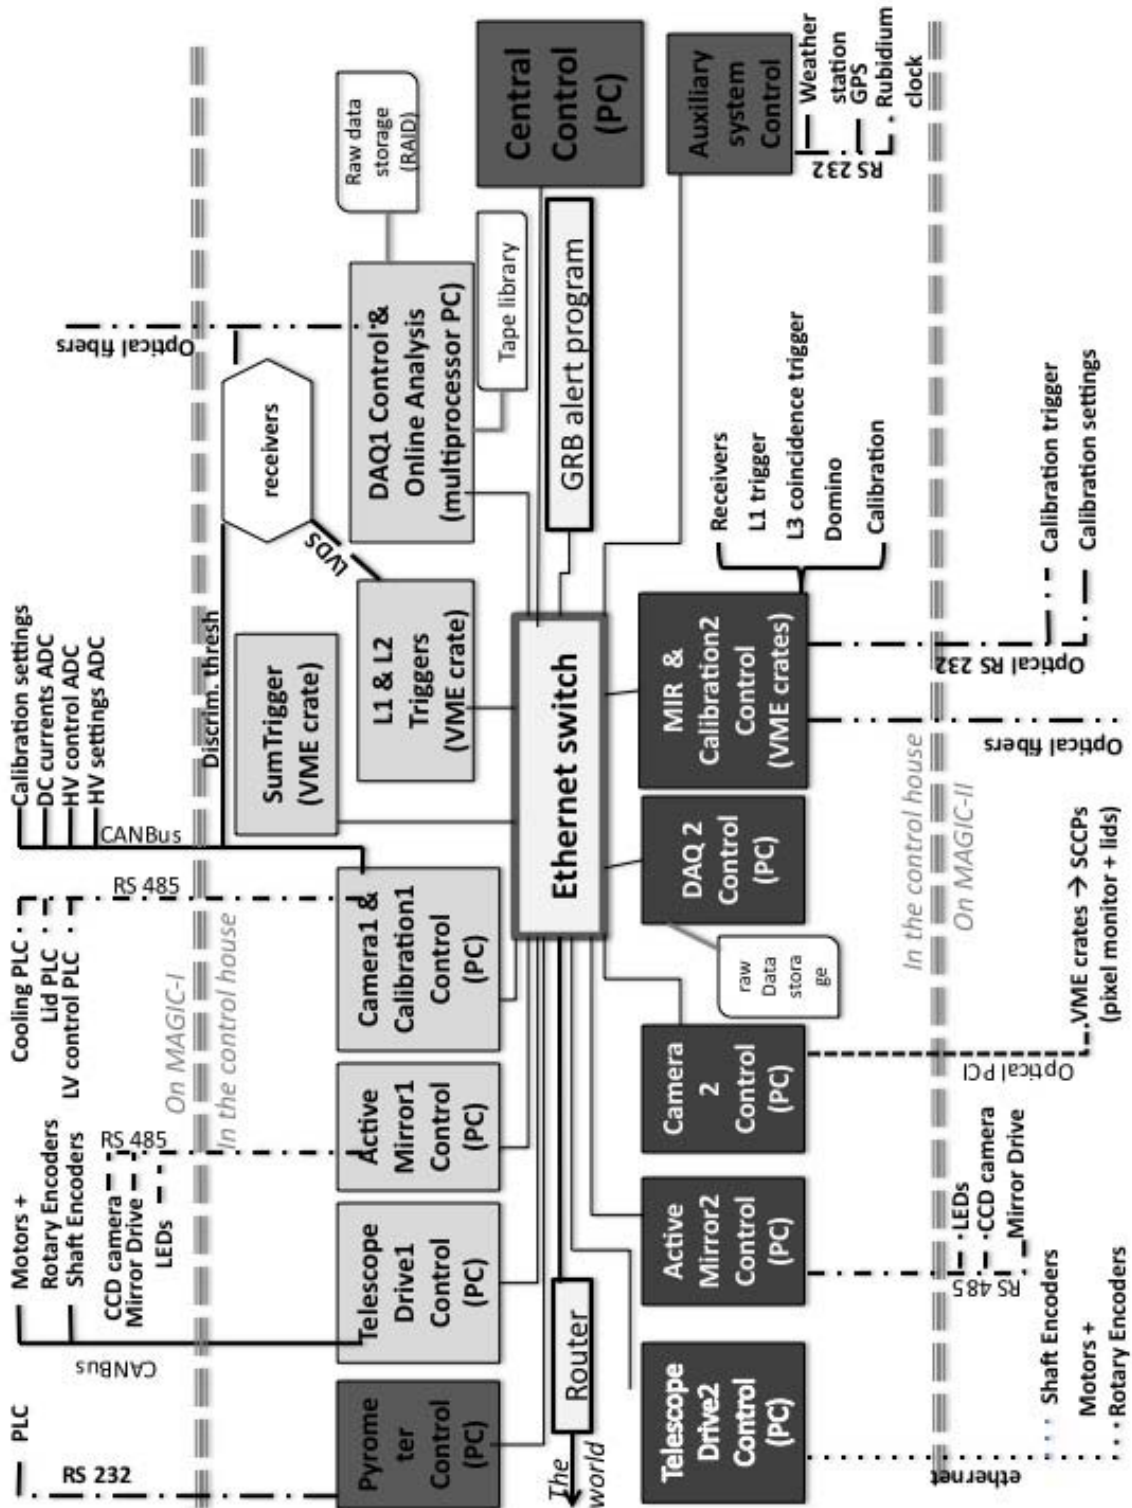 PLC
RS 232
Motors +
Rotary Encoders
Shaft Encoders
CANBus
CCD camera
Mirror Drive
LEDs
RS 485
Cooling PLC
Lid PLC
LV control PLC
RS 485
Calibration settings
DC currents ADC
HV control ADC
HV settings ADC
CANBus
Discrim. thresh
Optical fibers
On MAGIC-I
In the control house
receivers
LVDS
Raw data
storage
(RAID)
SumTrigger
(VME crate)
Pyrome
ter
Control
(PC)
Telescope
Drive1
Control
(PC)
Active
Mirror1
Control
(PC)
Camera1 &
Calibration1
Control
(PC)
L1 & L2
Triggers
(VME crate)
DAQ1 Control &
Online Analysis
(multiprocessor PC)
Tape library
Central
Control
(PC)
The
world
Router
Ethernet switch
GRB alert program
Telescope
Drive2
Control
(PC)
Active
Mirror2
Control
(PC)
Camera
2
Control
(PC)
raw
Data
stora
ge
DAQ 2
Control
(PC)
MIR &
Calibration2
Control
(VME crates)
Receivers
L1 trigger
L3 coincidence trigger
Domino
Calibration
Auxiliary
system
Control
RS 232
Weather
station
GPS
Rubidium
clock
In the control house
On MAGIC-II
ethernet
Shaft Encoders
Motors +
Rotary Encoders
RS 485
LEDs
CCD camera
Mirror Drive
Optical PCI
VME crates → SCCPs
(pixel monitor + lids)
Optical fibers
Optical RS 232
Calibration trigger
Calibration settings